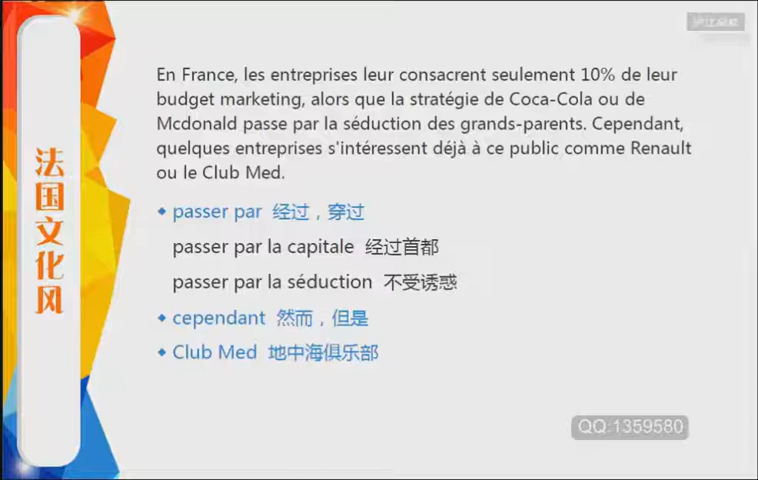 En France, les entreprises leur consacrent seulement 10% de leur
budget marketing, alors que la stratégie de Coca-Cola ou de
Mcdonald passe par la séduction des grands-parents. Cependant,
quelques entreprises s'intéressent déjà à ce public comme Renault
ou le Club Med.
passer par 经过，穿过
passer par la capitale 经过首都
passer par la séduction 不受诱惑
cependant 然而，但是
Club Med 地中海俱乐部
法国文化风
QQ:1359580